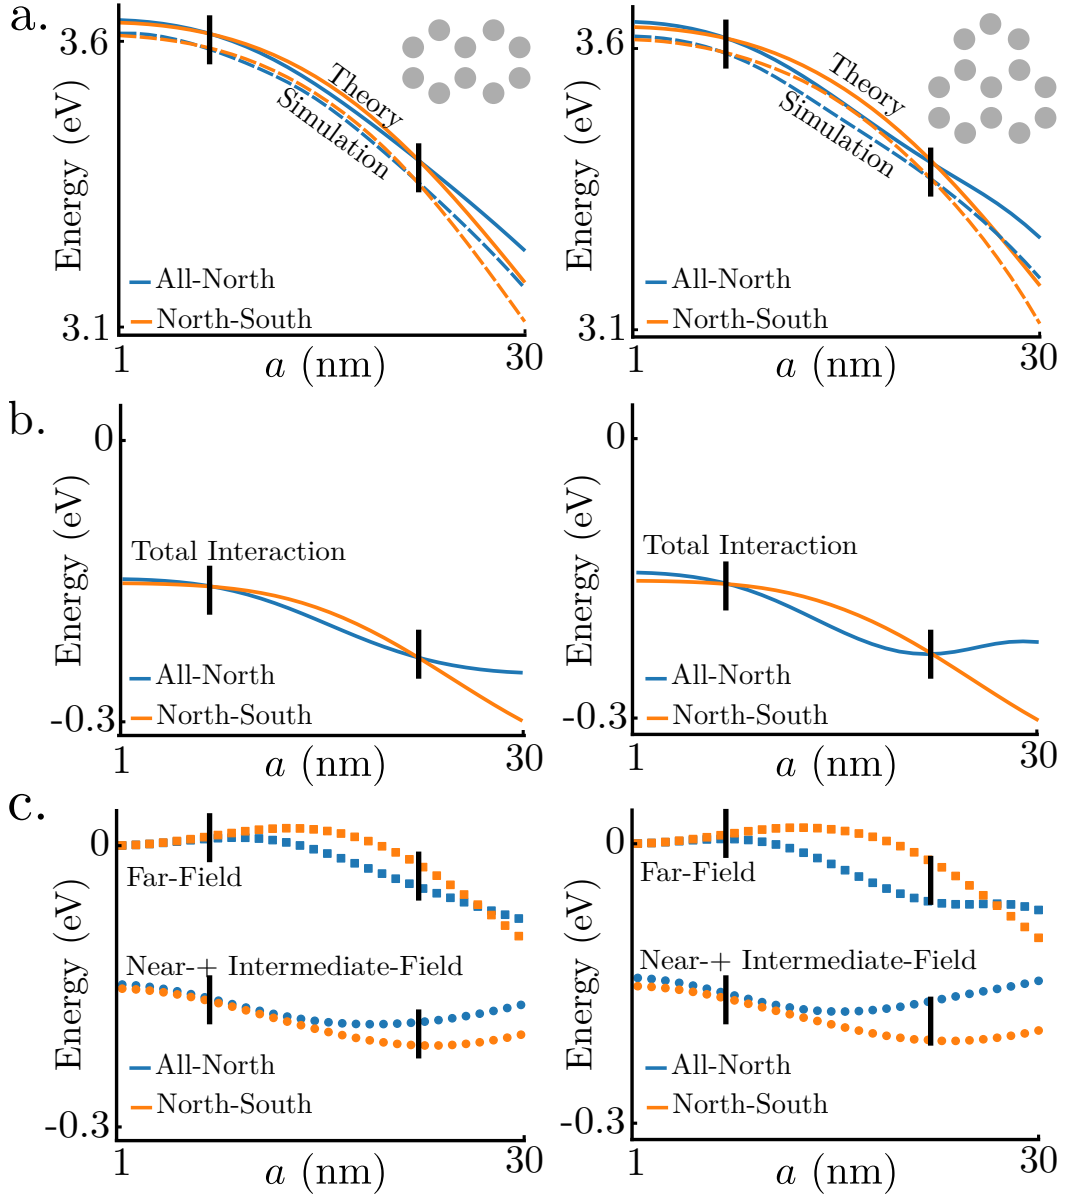 a.
3.6
3.1
Energy (eV)
Theory
Simulation
All-North
North-South
1
30
a (nm)
3.6
3.1
Energy (eV)
Theory
Simulation
All-North
North-South
1
30
a (nm)
b.
0
-0.3
Energy (eV)
Total Interaction
All-North
North-South
1
30
a (nm)
0
-0.3
Energy (eV)
Total Interaction
All-North
North-South
1
30
a (nm)
c.
0
-0.3
Energy (eV)
Far-Field
Near-+ Intermediate-Field
All-North
North-South
1
30
a (nm)
0
-0.3
Energy (eV)
Far-Field
Near-+ Intermediate-Field
All-North
North-South
1
30
a (nm)